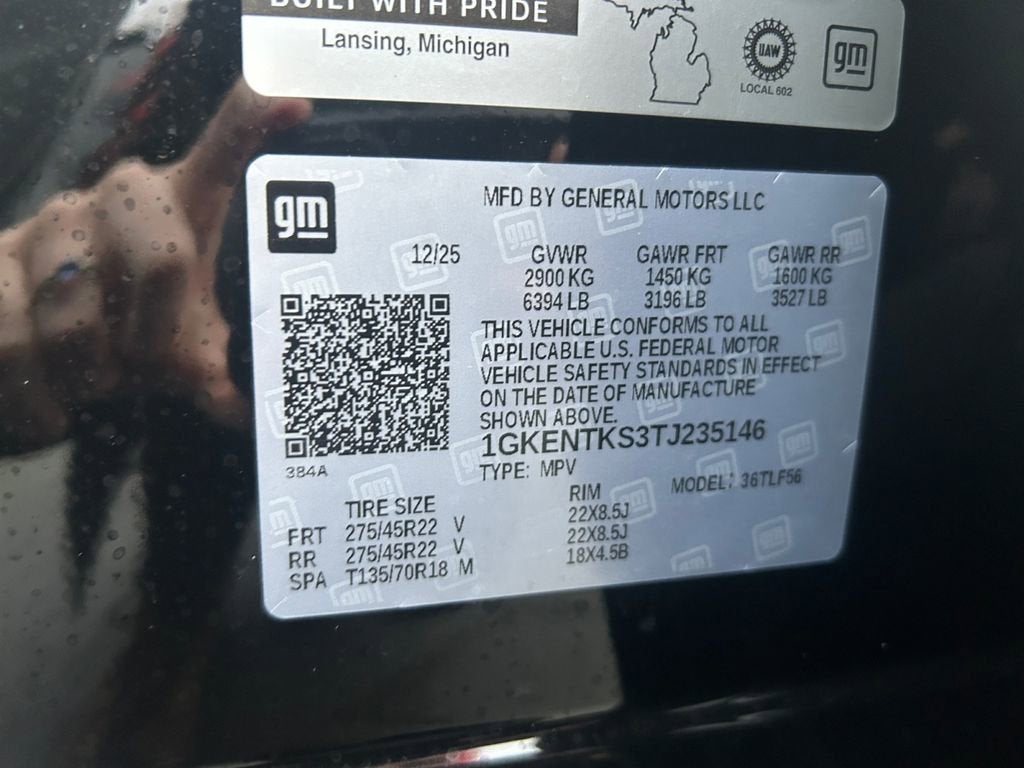 BUILT WITH PRIDE
Lansing, Michigan
UAW
LOCAL 602
gm
gm
MFD BY GENERAL MOTORS LLC
12/25 GVWR GAWR FRT GAWR RR
2900 KG 1450 KG 1600 KG
6394 LB 3196 LB 3527 LB
THIS VEHICLE CONFORMS TO ALL
APPLICABLE U.S. FEDERAL MOTOR
VEHICLE SAFETY STANDARDS IN EFFECT
ON THE DATE OF MANUFACTURE
SHOWN ABOVE.
1GKENTKS3TJ235146
384A
TYPE: MPV MODEL: 36TLF56
TIRE SIZE RIM
FRT 275/45R22 V 22X8.5J
RR 275/45R22 V 22X8.5J
SPA T135/70R18 M 18X4.5B